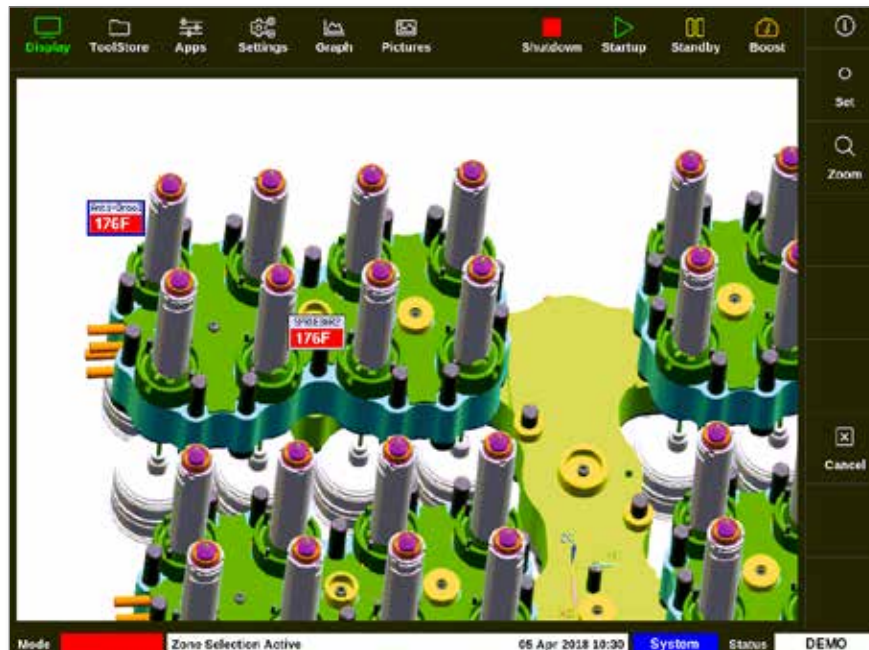 Display ToolStore Apps Settings Graph Pictures Shutdown Startup Standby Boost
Set
Zoom
176F
176F
Cancel
Mode Zone Selection Active 05 Apr 2018 10:30 System Status DEMO